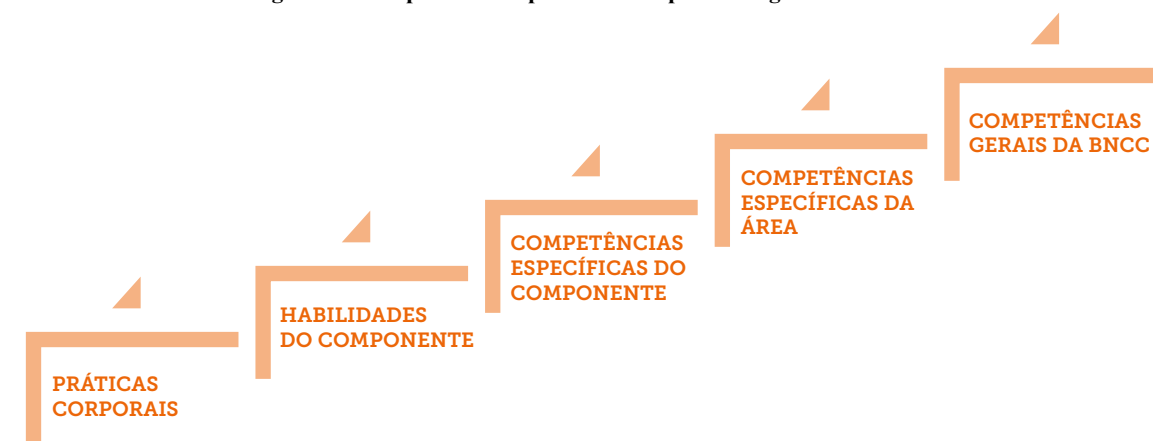 PRÁTICAS
CORPORAIS
HABILIDADES
DO COMPONENTE
COMPETÊNCIAS
ESPECÍFICAS DO
COMPONENTE
COMPETÊNCIAS
ESPECÍFICAS DA
ÁREA
COMPETÊNCIAS
GERAIS DA BNCC